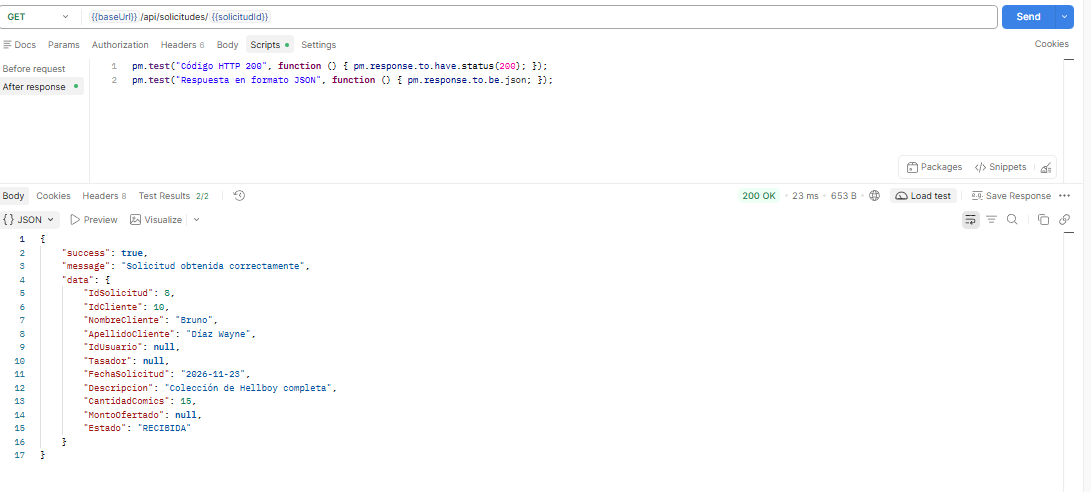 GET {{baseUrl}} /api/solicitudes/ {{solicitudId}} Send
Docs Params Authorization Headers 6 Body Scripts Settings Cookies
Before request
After response
1 pm.test("Código HTTP 200", function () { pm.response.to.have.status(200); });
2 pm.test("Respuesta en formato JSON", function () { pm.response.to.be.json; });
Packages Snippets
Body Cookies Headers 8 Test Results 2/2 200 OK 23 ms 653 B Load test Save Response
{} JSON Preview Visualize
1 {
2 "success": true,
3 "message": "Solicitud obtenida correctamente",
4 "data": {
5 "IdSolicitud": 8,
6 "IdCliente": 10,
7 "NombreCliente": "Bruno",
8 "ApellidoCliente": "Díaz Wayne",
9 "IdUsuario": null,
10 "Tasador": null,
11 "FechaSolicitud": "2026-11-23",
12 "Descripcion": "Colección de Hellboy completa",
13 "CantidadComics": 15,
14 "MontoOfertado": null,
15 "Estado": "RECIBIDA"
16 }
17 }